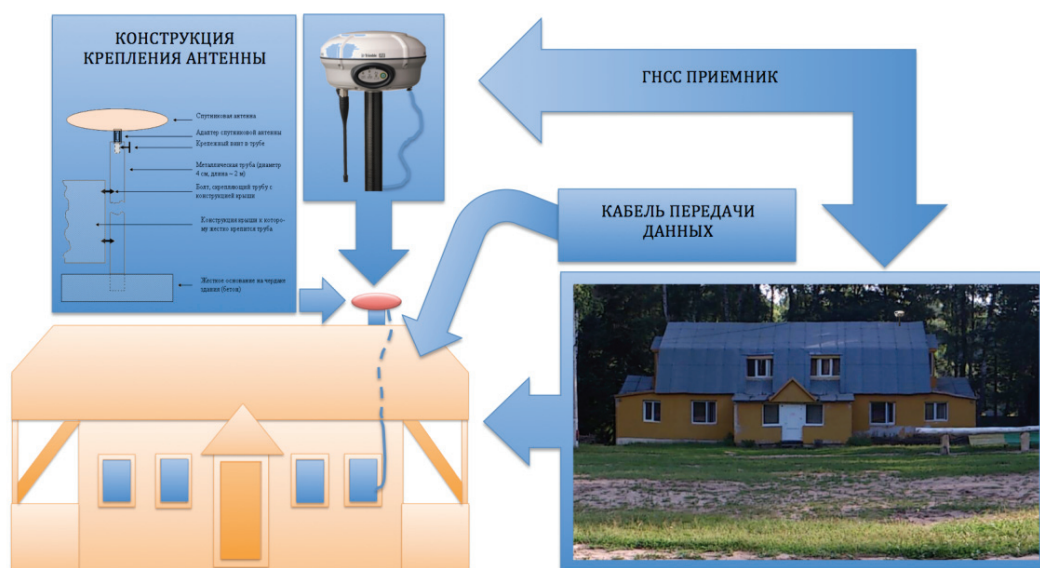 КОНСТРУКЦИЯ
КРЕПЛЕНИЯ АНТЕННЫ
Спутниковая антенна
Адаптер спутниковой антенны
Крепежный винт в трубе
Металлическая труба (диаметр
4 см, длина ~ 2 м)
Болт, скрепляющий трубу с
конструкцией крыши
Конструкция крыши к которо-
му жестко крепится труба
Жесткое основание на чердаке
здания (бетон)
ГНСС ПРИЕМНИК
КАБЕЛЬ ПЕРЕДАЧИ
ДАННЫХ